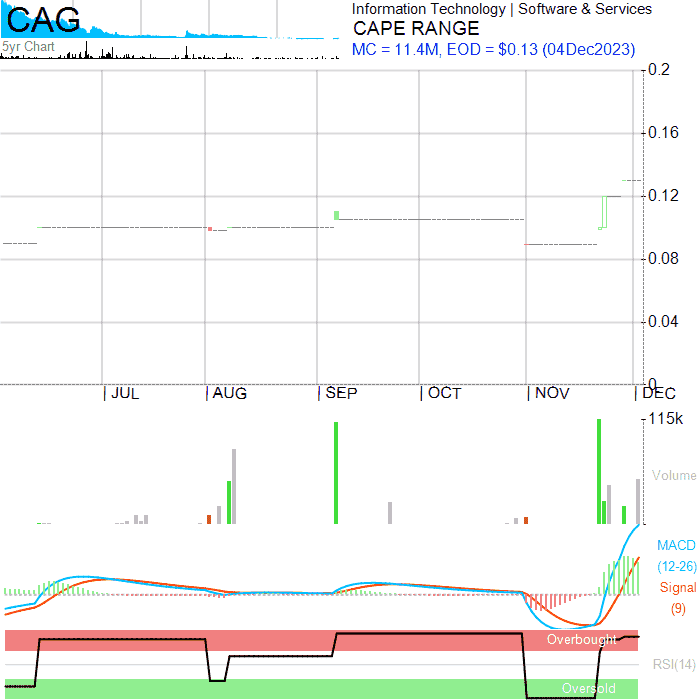 CAG
Information Technology | Software & Services
CAPE RANGE
5yr Chart
MC = 11.4M, EOD = $0.13 (04Dec2023)
0.2
0.16
0.12
0.08
0.04
0
| JUL | AUG | SEP | OCT | NOV | DEC
115k
Volume
MACD
(12-26)
Signal
(9)
Overbought
RSI(14)
Oversold